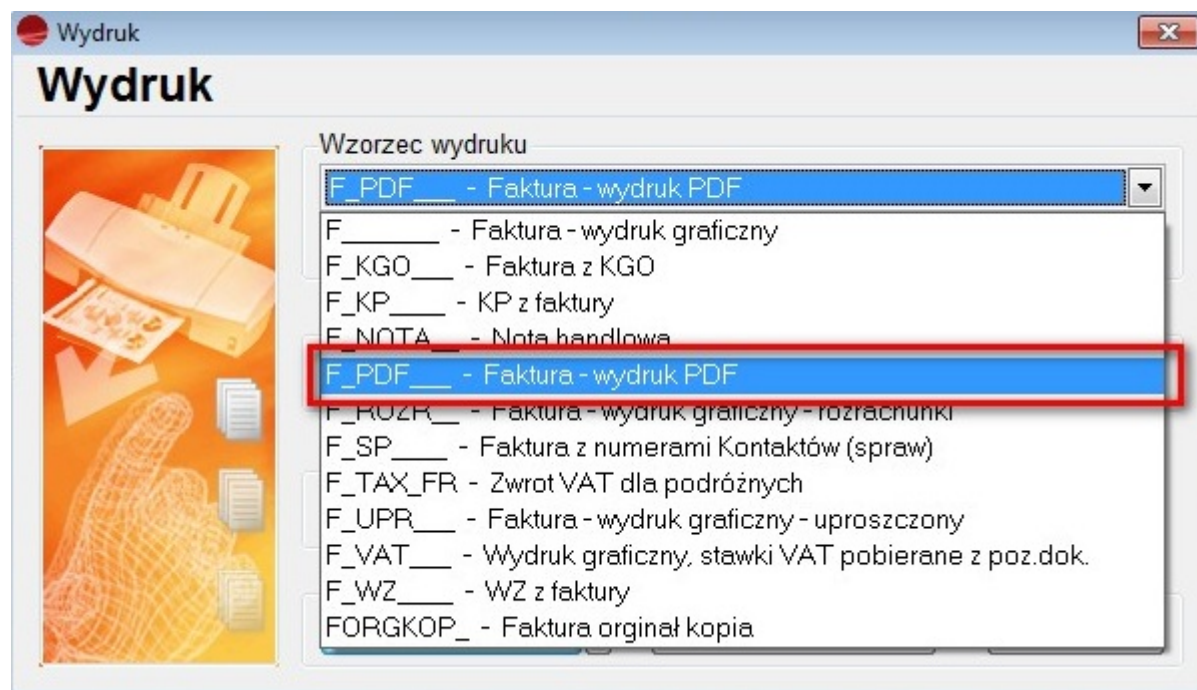 Wydruk
Wydruk
Wzorzec wydruku
F_PDF___ - Faktura - wydruk PDF
F_______ - Faktura - wydruk graficzny
F_KGO___ - Faktura z KGO
F_KP____ - KP z faktury
F_NOTA__ - Nota handlowa
F_PDF___ - Faktura - wydruk PDF
F_ROZR__ - Faktura - wydruk graficzny - rozrachunki
F_SP____ - Faktura z numerami Kontaktów (spraw)
F_TAX_FR - Zwrot VAT dla podróżnych
F_UPR___ - Faktura - wydruk graficzny - uproszczony
F_VAT___ - Wydruk graficzny, stawki VAT pobierane z poz.dok.
F_WZ____ - WZ z faktury
FORGKOP_ - Faktura orginał kopia